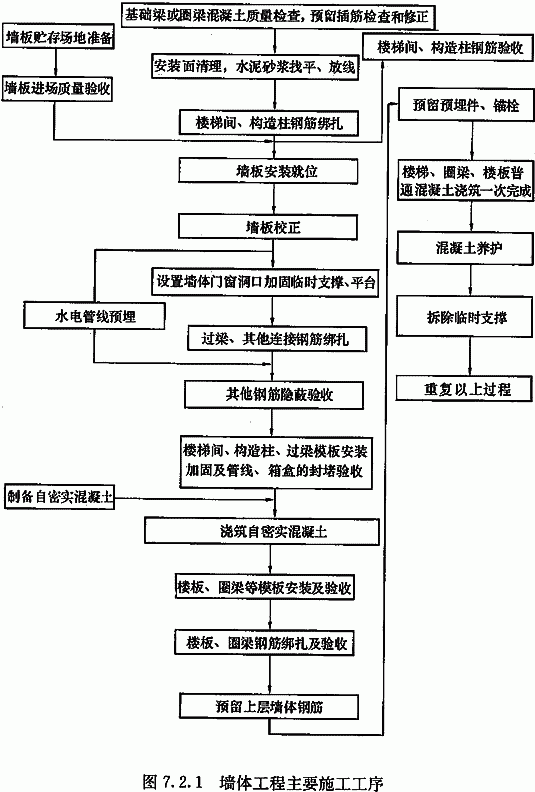 基础梁或圈梁混凝土质量检查，预留插筋检查和修正
墙板贮存场地准备
楼梯间、构造柱钢筋验收
安装面清理，水泥砂浆找平、放线
墙板进场质量验收
预留预埋件、锚栓
楼梯间、构造柱钢筋绑扎
墙板安装就位
楼梯、圈梁、楼板普
通混凝土浇筑一次完成
墙板校正
混凝土养护
设置墙体门窗洞口加固临时支撑、平台
水电管线预埋
拆除临时支撑
过梁、其他连接钢筋绑扎
其他钢筋隐蔽验收
重复以上过程
楼梯间、构造柱、过梁模板安装
加固及管线、箱盒的封堵验收
制备自密实混凝土
浇筑自密实混凝土
楼板、圈梁等模板安装及验收
楼板、圈梁钢筋绑扎及验收
预留上层墙体钢筋
图 7.2.1 墙体工程主要施工工序